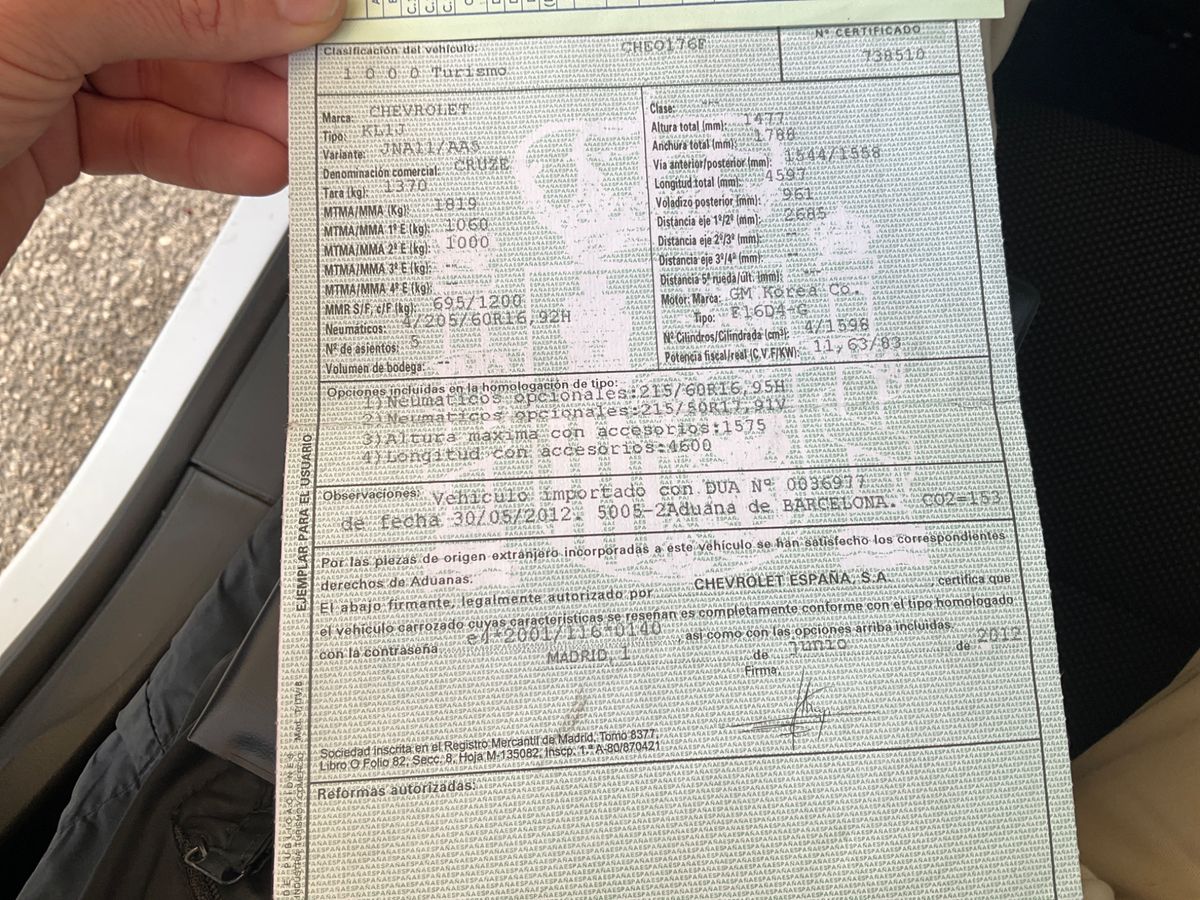 Clasificación del vehículo: CHE0176F
1 0 0 0 Turismo
Nº CERTIFICADO
738510
Marca: CHEVROLET
Tipo: KL1J
Variante: JNA11/AA5
Denominación comercial: CRUZE
Tara (kg): 1370
MTMA/MMA (Kg): 1819
MTMA/MMA 1º E (kg): 1060
MTMA/MMA 2º E (kg): 1000
MTMA/MMA 3º E (kg): --
MTMA/MMA 4º E (kg): --
MMR S/F, c/F (kg): 695/1200
Neumáticos: 4/205/60R16,92H
Nº de asientos: 5
Volumen de bodega: --
Clase: ---
Altura total (mm): 1477
Anchura total (mm): 1788
Via anterior/posterior (mm): 1544/1558
Longitud total (mm): 4597
Voladizo posterior (mm): 961
Distancia eje 1º/2º (mm): 2685
Distancia eje 2º/3º (mm): --
Distancia eje 3º/4º (mm): --
Distancia 5ª rueda/últ. (mm): ---
Motor: Marca: GM Korea Co.
Tipo: F16D4-G
Nº Cilindros/Cilindrada (cm³): 4/1598
Potencia fiscal/real (C.V.F/KW): 11,63/83
Opciones incluidas en la homologación de tipo:
1)Neumaticos opcionales:215/60R16,95H
2)Neumaticos opcionales:215/50R17,91V
3)Altura maxima con accesorios:1575
4)Longitud con accesorios:4600
Observaciones: Vehiculo importado con DUA Nº 0036977
de fecha 30/05/2012. 5005-2Aduana de BARCELONA. CO2=153
Por las piezas de origen extranjero incorporadas a este vehículo se han satisfecho los correspondientes
derechos de Aduanas:
El abajo firmante, legalmente autorizado por CHEVROLET ESPAÑA, S.A. , certifica que
el vehículo carrozado cuyas características se reseñan es completamente conforme con el tipo homologado
con la contraseña e4*2001/116*0140 , así como con las opciones arriba incluidas.
MADRID, 1 de junio de 2012
Firma:
Sociedad inscrita en el Registro Mercantil de Madrid, Tomo 8377,
Libro O Folio 82, Secc. 8, Hoja M-135082, Inscp. 1.ª A-80/870421
Reformas autorizadas:
EJEMPLAR PARA EL USUARIO